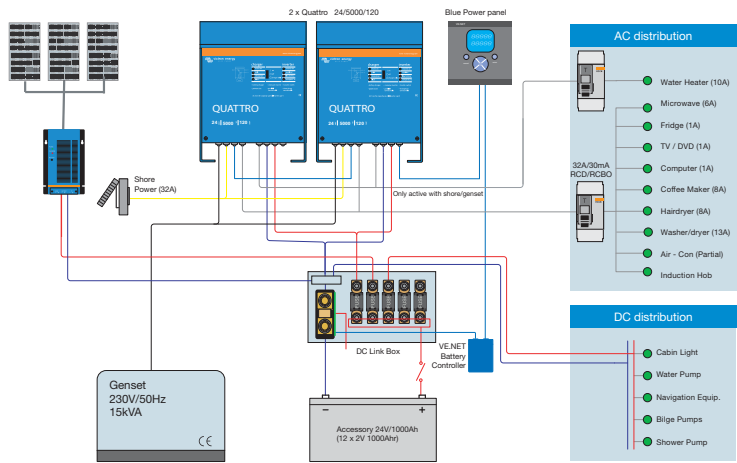 2 x Quattro 24/5000/120
Blue Power panel
AC distribution
QUATTRO
24 | 5000 | 120
QUATTRO
24 | 5000 | 120
Water Heater (10A)
Microwave (6A)
Fridge (1A)
TV / DVD (1A)
Computer (1A)
Coffee Maker (8A)
Hairdryer (8A)
Washer/dryer (13A)
Air - Con (Partial)
Induction Hob
32A/30mA
RCD/RCBO
Shore
Power (32A)
Only active with shore/genset
DC Link Box
VE.NET
Battery
Controller
DC distribution
Cabin Light
Water Pump
Navigation Equip.
Bilge Pumps
Shower Pump
Genset
230V/50Hz
15kVA
CE
– +
Accessory 24V/1000Ah
(12 x 2V 1000Ahr)